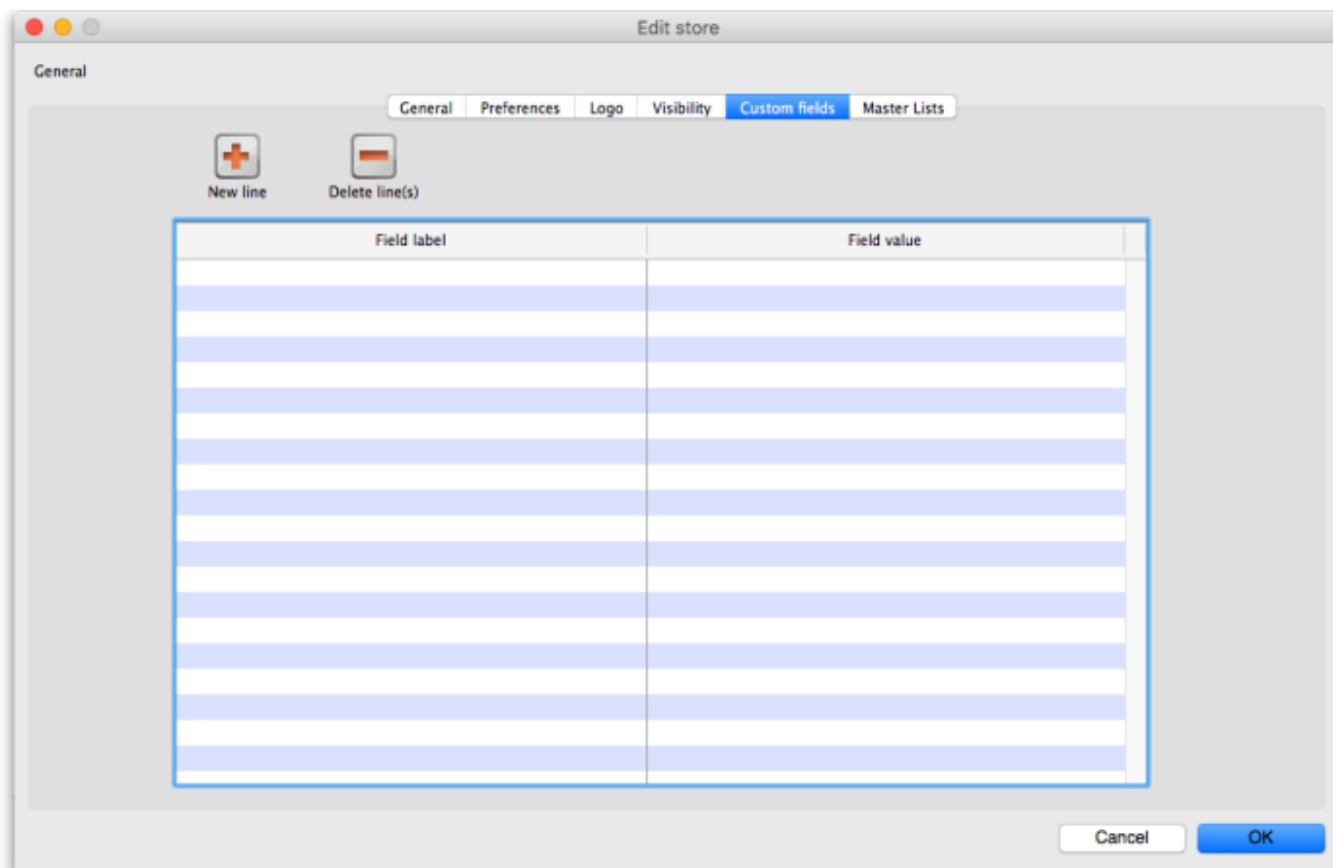 Edit store
General
General Preferences Logo Visibility Custom fields Master Lists
New line Delete line(s)
Field label Field value
Cancel OK